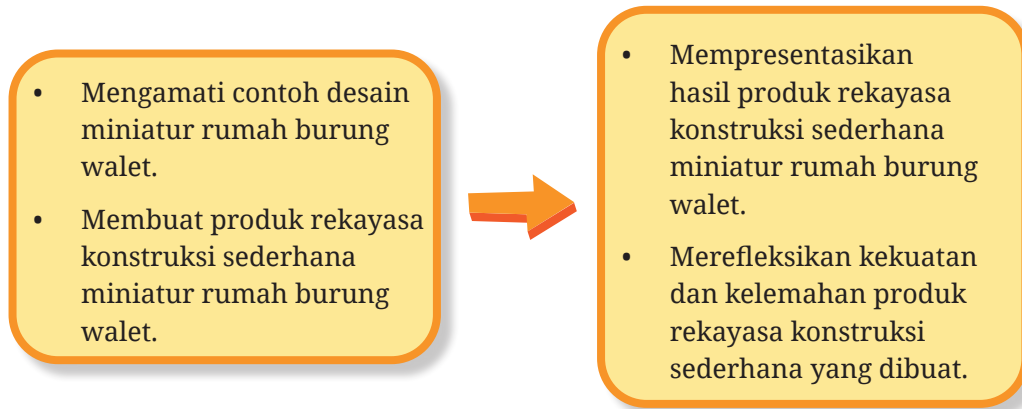 • Mengamati contoh desain
miniatur rumah burung
walet.
• Membuat produk rekayasa
konstruksi sederhana
miniatur rumah burung
walet.
• Mempresentasikan
hasil produk rekayasa
konstruksi sederhana
miniatur rumah burung
walet.
• Merefleksikan kekuatan
dan kelemahan produk
rekayasa konstruksi
sederhana yang dibuat.